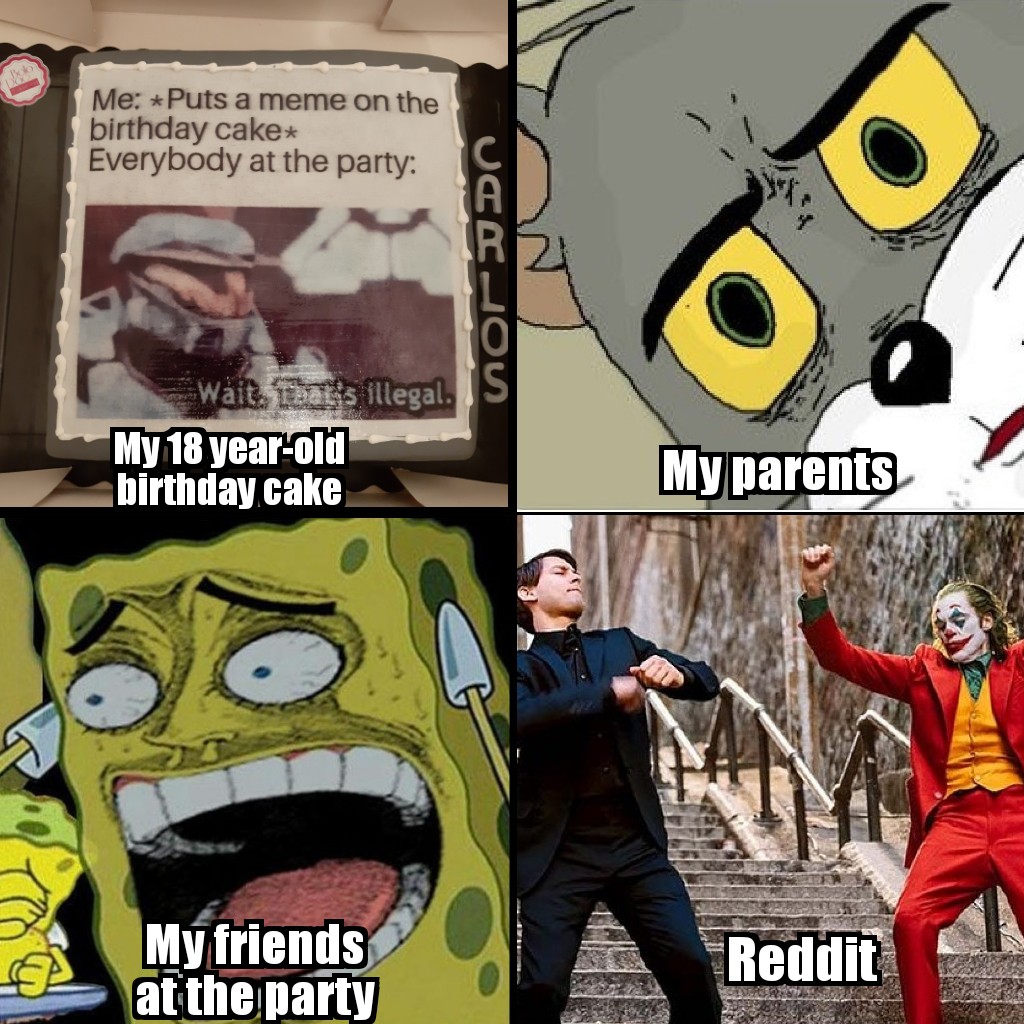 Me: *Puts a meme on the
birthday cake*
Everybody at the party:
CARLOS
Wait. That's illegal.
My 18 year-old
birthday cake
My parents
My friends
at the party
Reddit